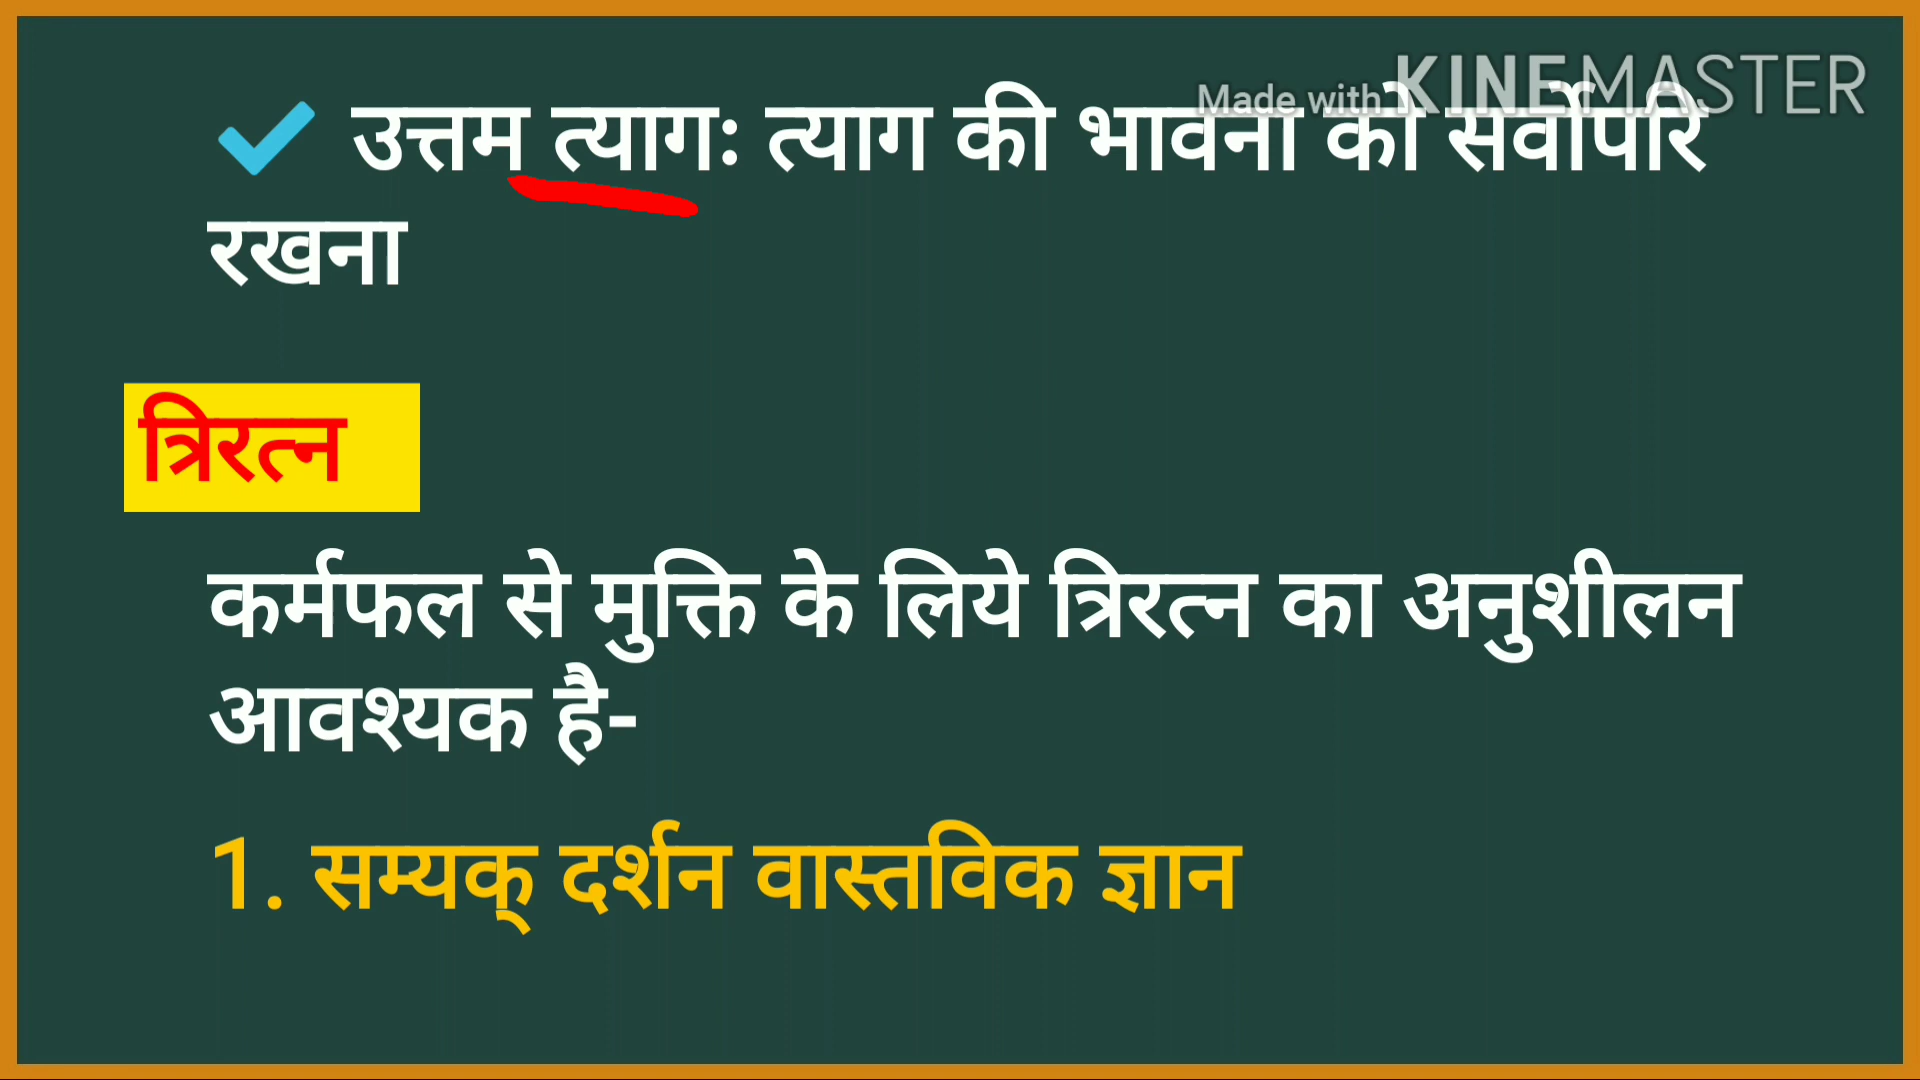 Made with KINEMASTER
✔ उत्तम त्यागः त्याग की भावना को सर्वोपरि
रखना
त्रिरत्न
कर्मफल से मुक्ति के लिये त्रिरत्न का अनुशीलन
आवश्यक है-
1. सम्यक् दर्शन वास्तविक ज्ञान